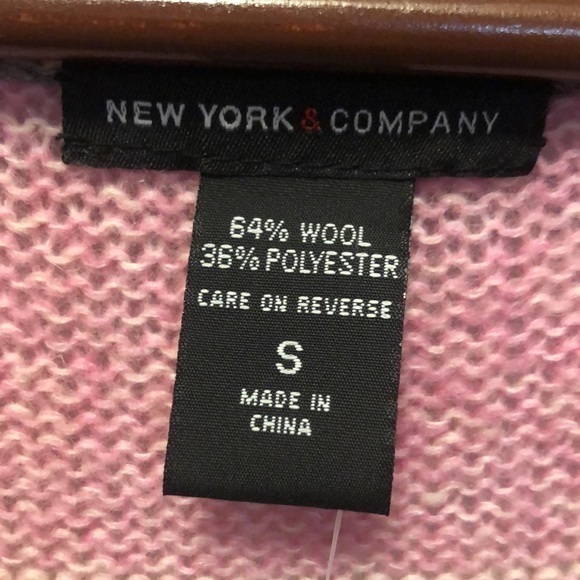 NEW YORK & COMPANY
64% WOOL
36% POLYESTER
CARE ON REVERSE
S
MADE IN
CHINA